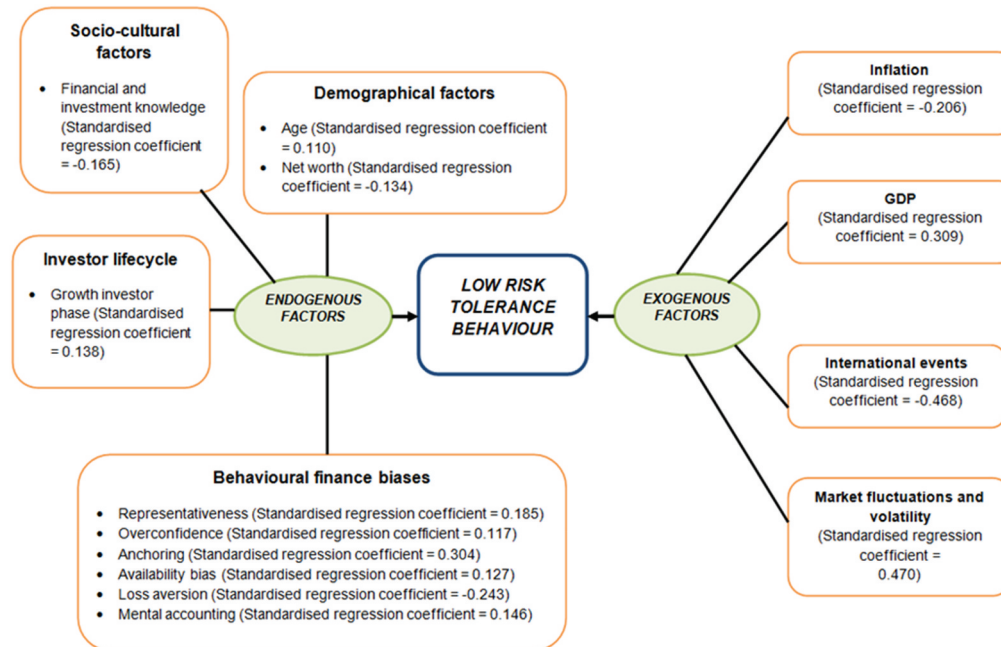 Socio-cultural
factors
• Financial and
investment knowledge
(Standardised
regression coefficient
= -0.165)
Demographical factors
• Age (Standardised regression coefficient
= 0.110)
• Net worth (Standardised regression
coefficient = -0.134)
Investor lifecycle
• Growth investor
phase (Standardised
regression coefficient
= 0.138)
ENDOGENOUS
FACTORS
LOW RISK
TOLERANCE
BEHAVIOUR
EXOGENOUS
FACTORS
Inflation
(Standardised regression
coefficient = -0.206)
GDP
(Standardised regression
coefficient = 0.309)
International events
(Standardised regression
coefficient = -0.468)
Market fluctuations and
volatility
(Standardised regression
coefficient =
0.470)
Behavioural finance biases
• Representativeness (Standardised regression coefficient = 0.185)
• Overconfidence (Standardised regression coefficient = 0.117)
• Anchoring (Standardised regression coefficient = 0.304)
• Availability bias (Standardised regression coefficient = 0.127)
• Loss aversion (Standardised regression coefficient = -0.243)
• Mental accounting (Standardised regression coefficient = 0.146)